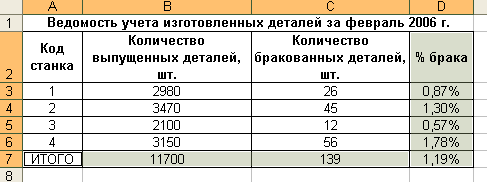 A B C D
1 Ведомость учета изготовленных деталей за февраль 2006 г.
2 Код станка Количество выпущенных деталей, шт. Количество бракованных деталей, шт. % брака
3 1 2980 26 0,87%
4 2 3470 45 1,30%
5 3 2100 12 0,57%
6 4 3150 56 1,78%
7 ИТОГО 11700 139 1,19%
8